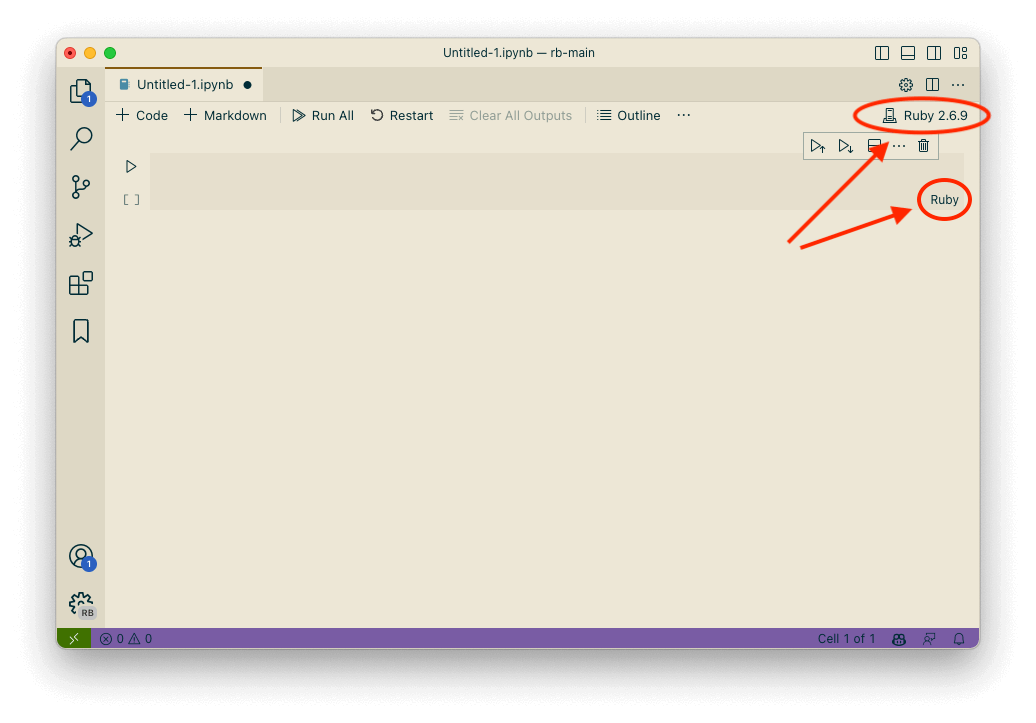 Untitled-1.ipynb — rb-main
Untitled-1.ipynb
1
Code Markdown Run All Restart Clear All Outputs Outline ... Ruby 2.6.9
[ ]
Ruby
1
RB
0 0 Cell 1 of 1